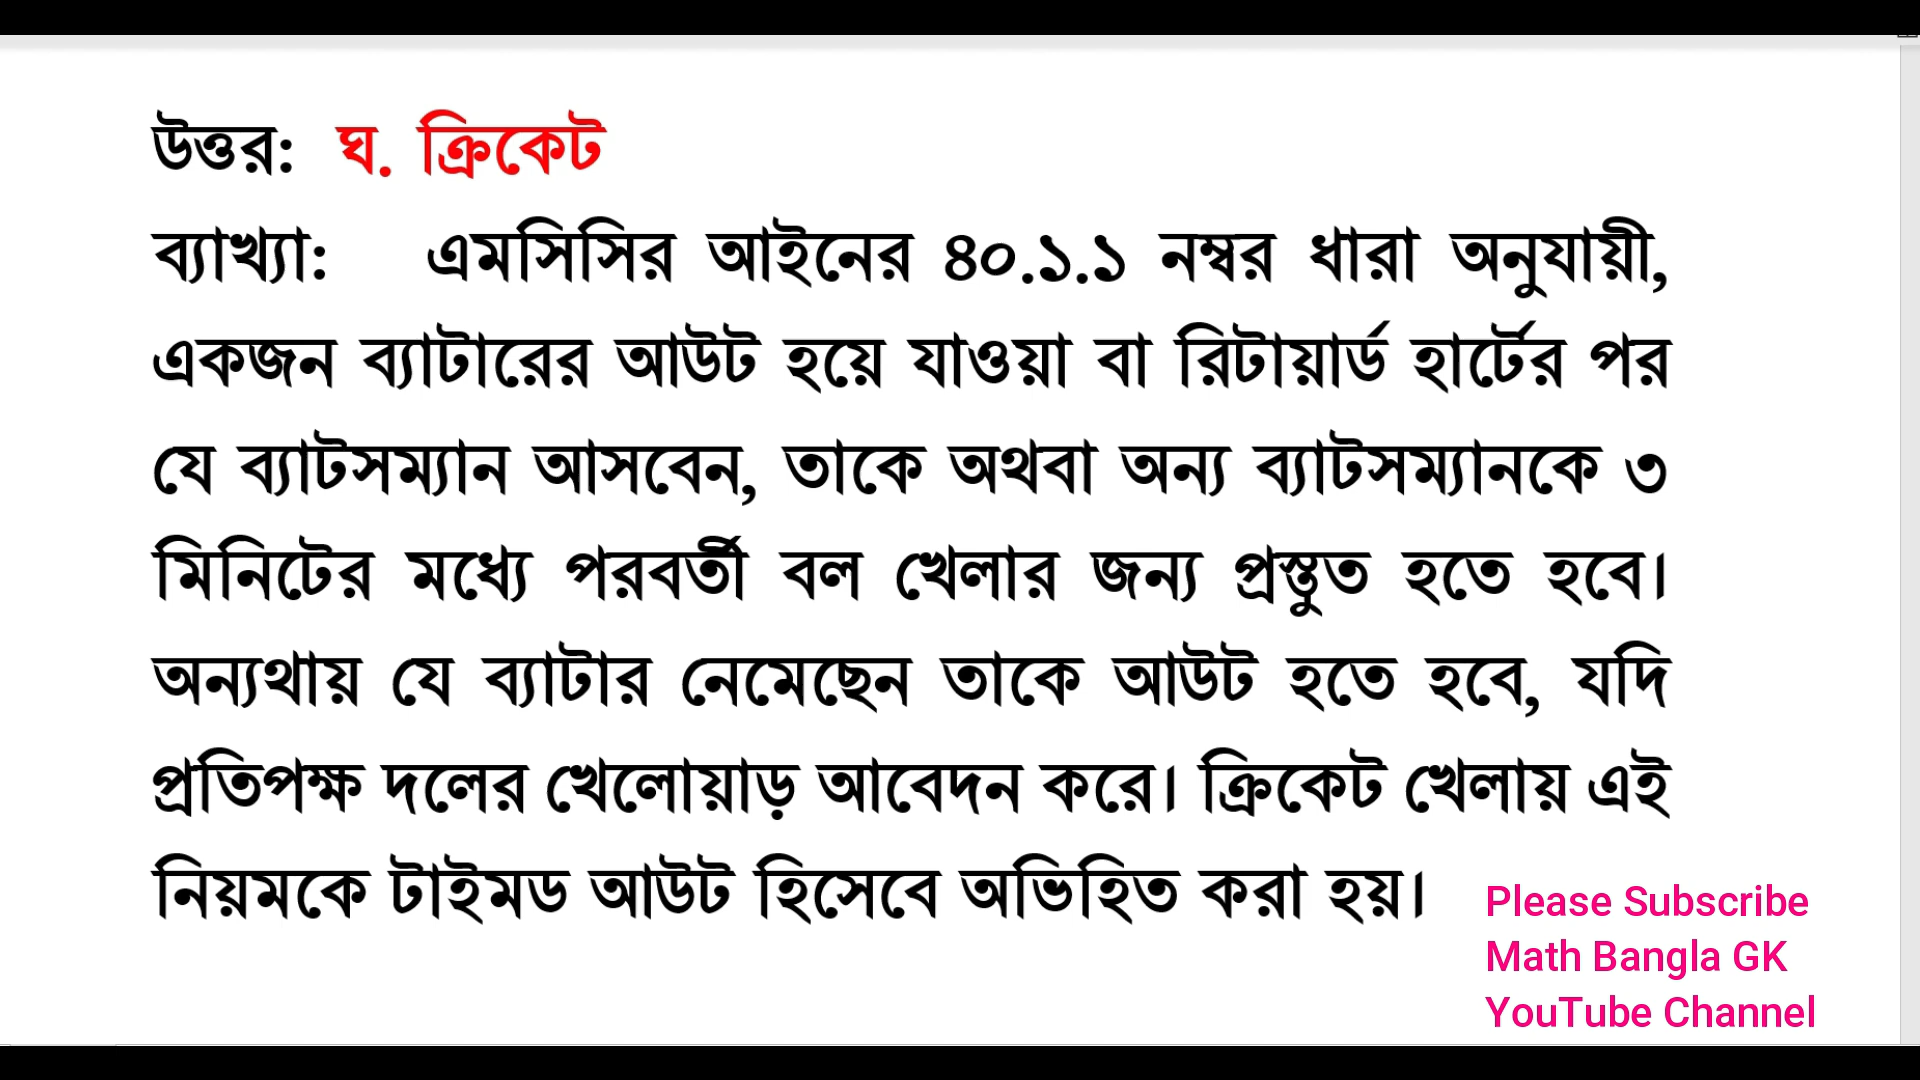 উত্তর: ঘ. ক্রিকেট
ব্যাখ্যা: এমসিসির আইনের ৪০.১.১ নম্বর ধারা অনুযায়ী,
একজন ব্যাটারের আউট হয়ে যাওয়া বা রিটায়ার্ড হার্টের পর
যে ব্যাটসম্যান আসবেন, তাকে অথবা অন্য ব্যাটসম্যানকে ৩
মিনিটের মধ্যে পরবর্তী বল খেলার জন্য প্রস্তুত হতে হবে।
অন্যথায় যে ব্যাটার নেমেছেন তাকে আউট হতে হবে, যদি
প্রতিপক্ষ দলের খেলোয়াড় আবেদন করে। ক্রিকেট খেলায় এই
নিয়মকে টাইমড আউট হিসেবে অভিহিত করা হয়।
Please Subscribe
Math Bangla GK
YouTube Channel